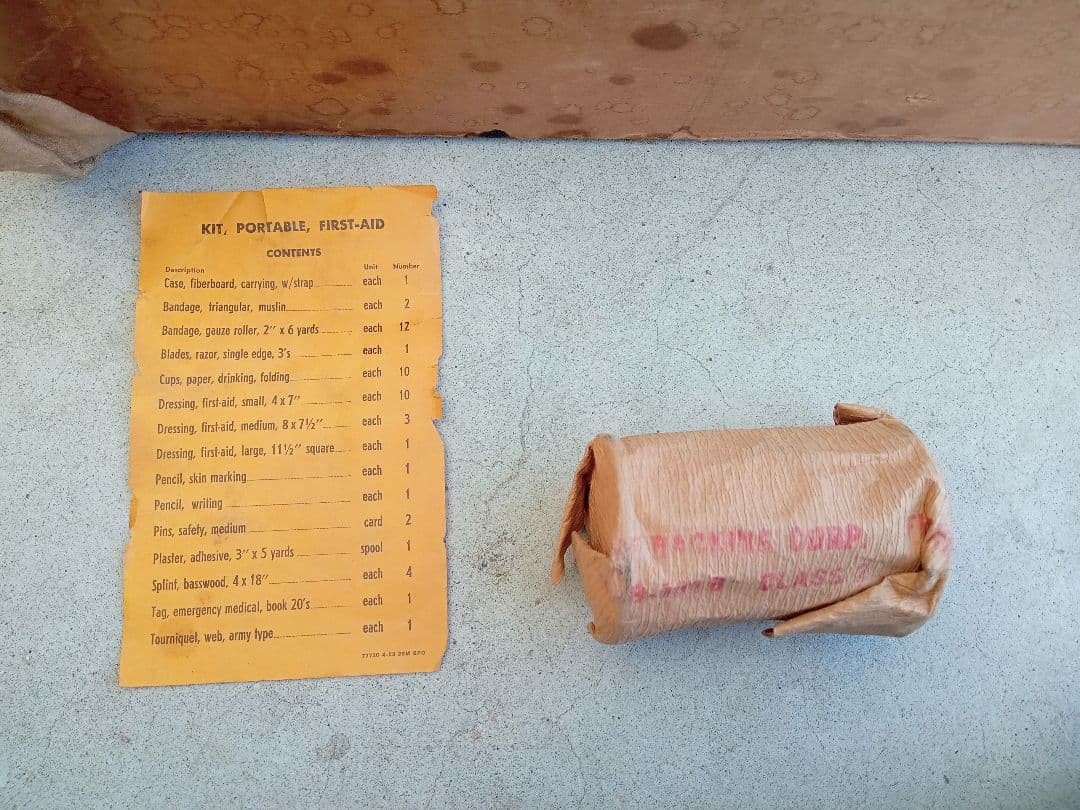 KIT, PORTABLE, FIRST-AID
CONTENTS
Description Unit Number
Case, fiberboard, carrying, w/strap each 1
Bandage, triangular, muslin each 2
Bandage, gauze roller, 2″ x 6 yards each 12
Blades, razor, single edge, 3's each 1
Cups, paper, drinking, folding each 10
Dressing, first-aid, small, 4 x 7″ each 10
Dressing, first-aid, medium, 8 x 7½″ each 3
Dressing, first-aid, large, 11½″ square each 1
Pencil, skin marking each 1
Pencil, writing each 1
Pins, safety, medium card 2
Plaster, adhesive, 3″ x 5 yards spool 1
Splint, basswood, 4 x 18″ each 4
Tag, emergency medical, book 20's each 1
Tourniquet, web, army type each 1
GPO
PACKING CORP.
CLASS